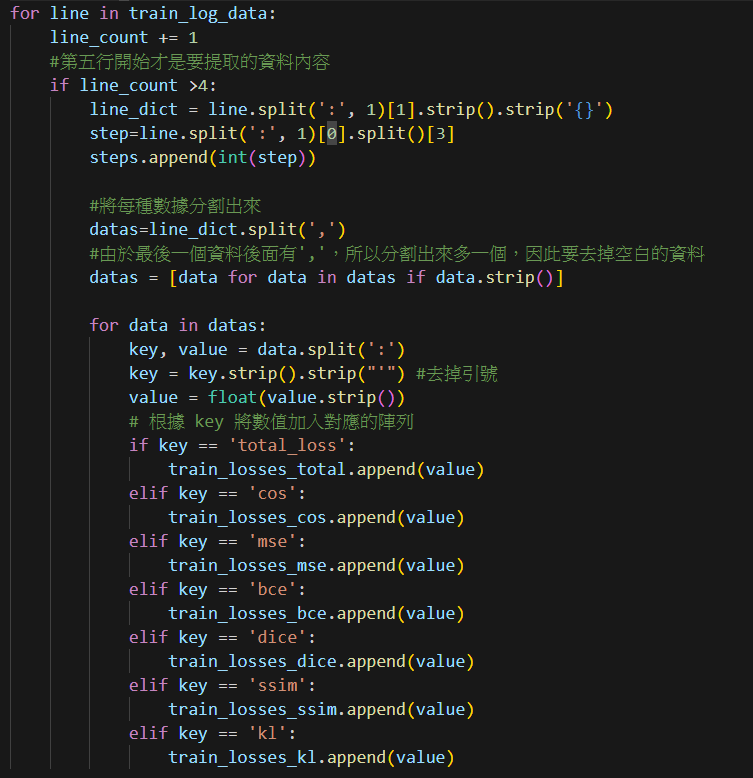 for line in train_log_data:
    line_count += 1
    #第五行開始才是要提取的資料內容
    if line_count >4:
        line_dict = line.split(':', 1)[1].strip().strip('{}')
        step=line.split(':', 1)[0].split()[3]
        steps.append(int(step))

        #將每種數據分割出來
        datas=line_dict.split(',')
        #由於最後一個資料後面有','，所以分割出來多一個，因此要去掉空白的資料
        datas = [data for data in datas if data.strip()]

        for data in datas:
            key, value = data.split(':')
            key = key.strip().strip("'") #去掉引號
            value = float(value.strip())
            # 根據 key 將數值加入對應的陣列
            if key == 'total_loss':
                train_losses_total.append(value)
            elif key == 'cos':
                train_losses_cos.append(value)
            elif key == 'mse':
                train_losses_mse.append(value)
            elif key == 'bce':
                train_losses_bce.append(value)
            elif key == 'dice':
                train_losses_dice.append(value)
            elif key == 'ssim':
                train_losses_ssim.append(value)
            elif key == 'kl':
                train_losses_kl.append(value)